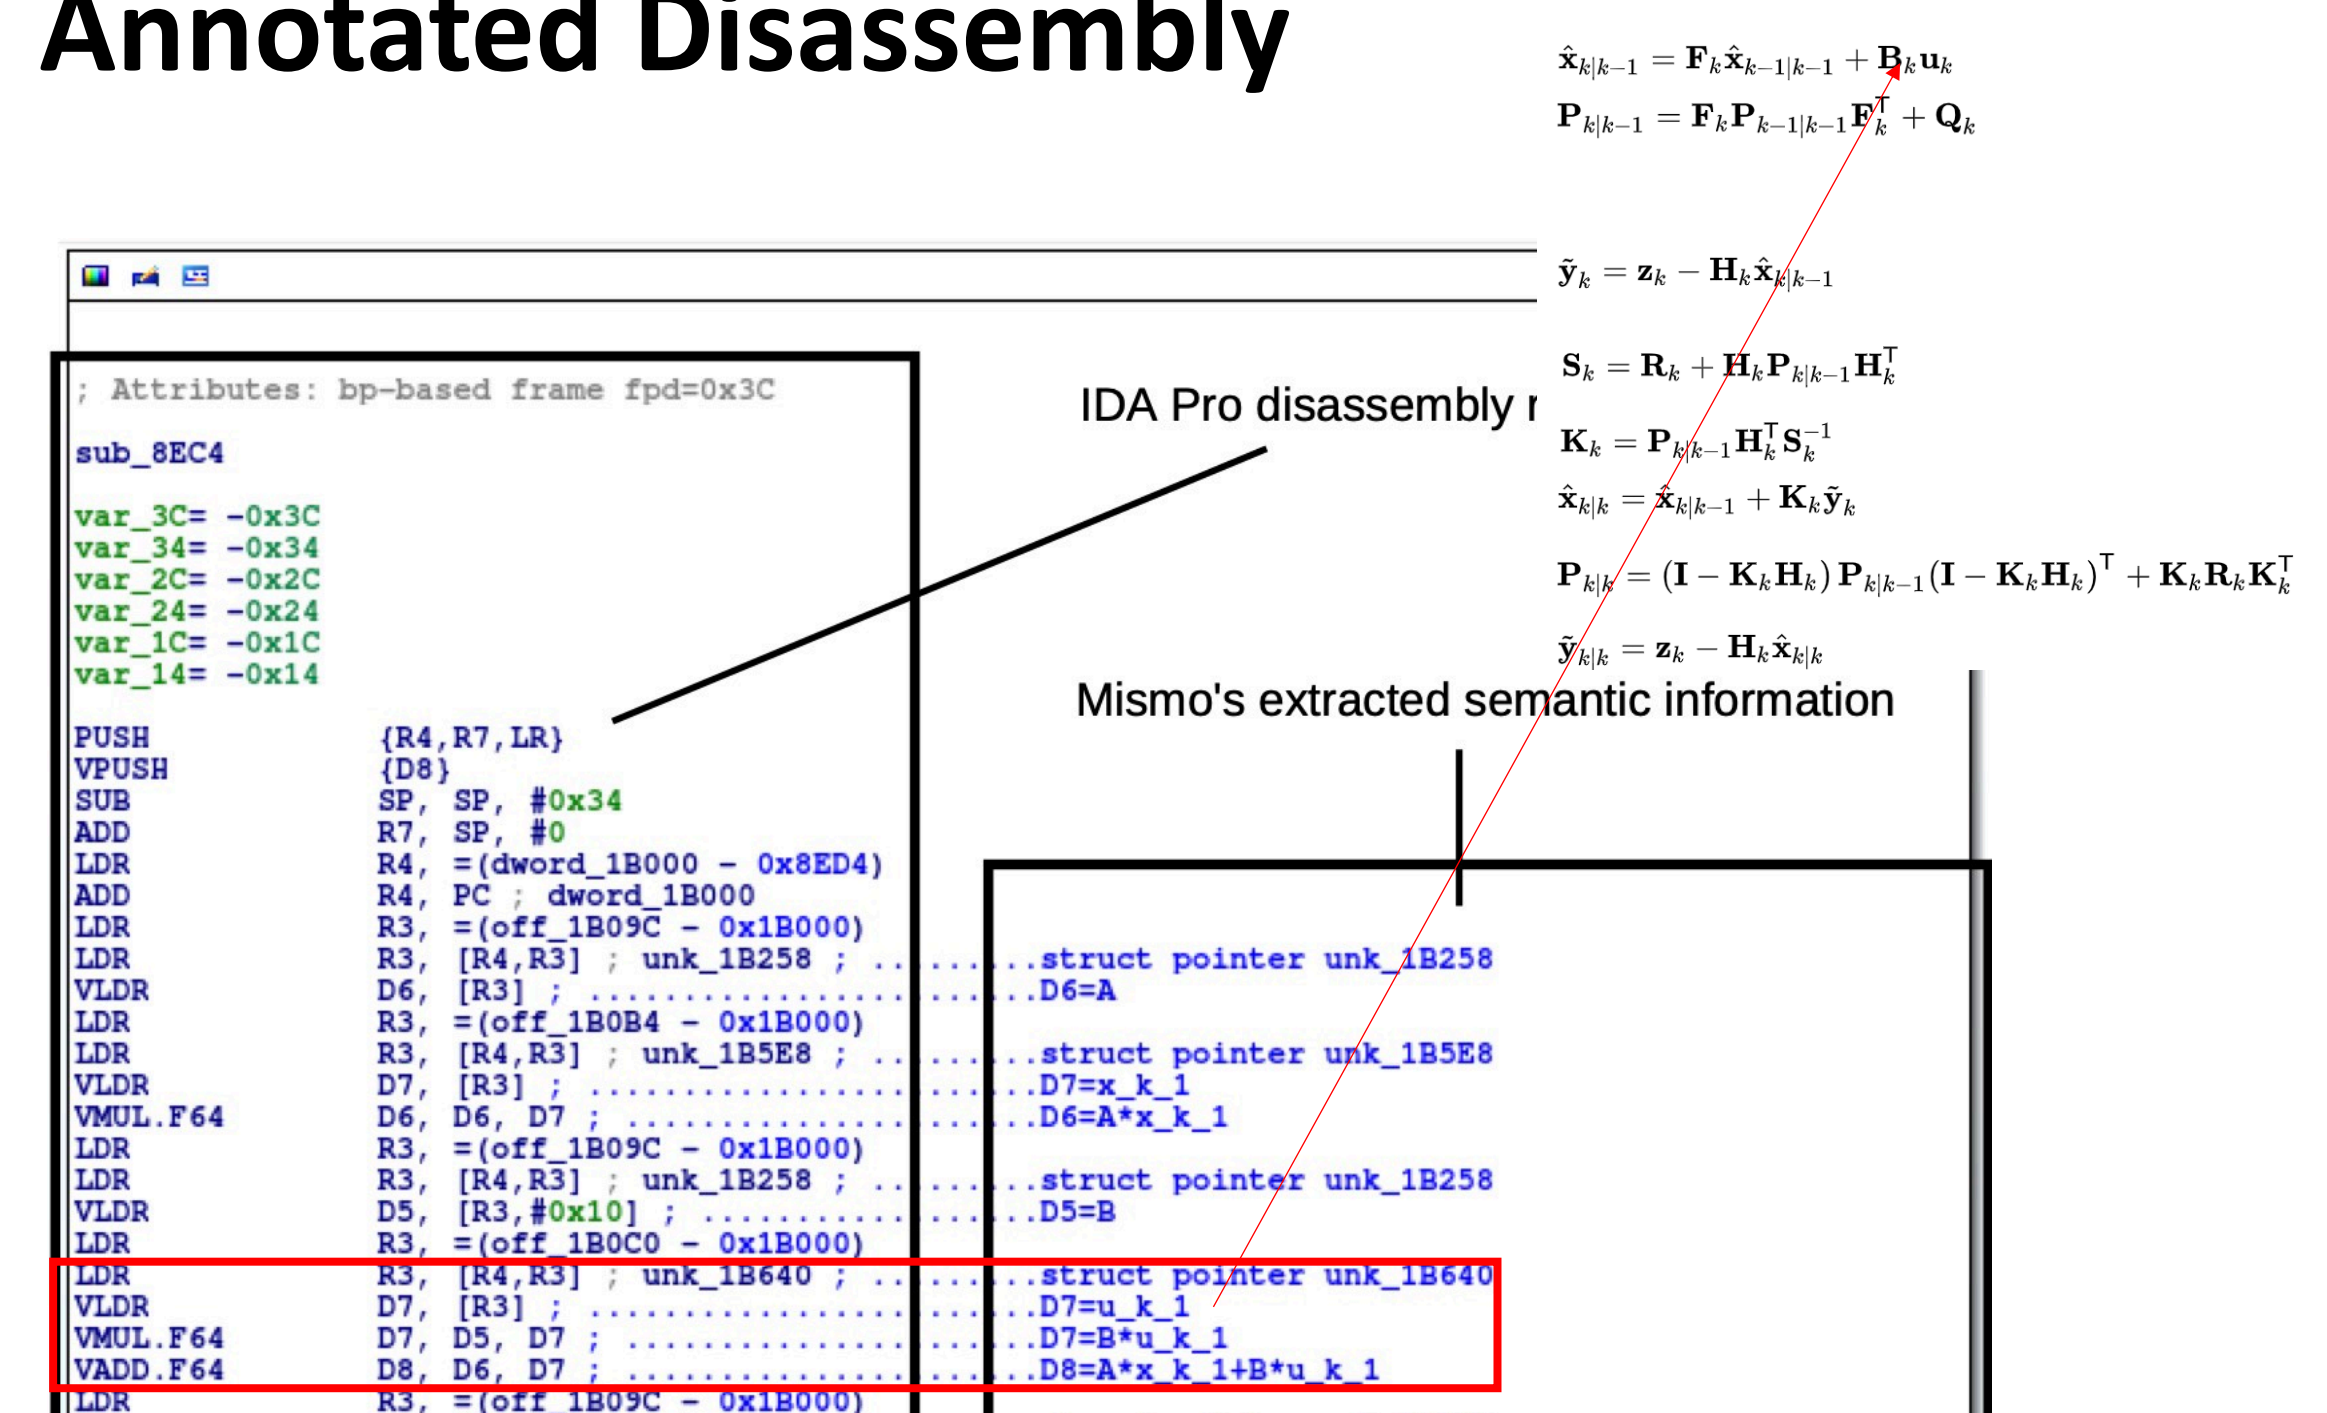 Annotated Disassembly
x̂_{k|k−1} = F_k x̂_{k−1|k−1} + B_k u_k
P_{k|k−1} = F_k P_{k−1|k−1} F_k^⊤ + Q_k
ỹ_k = z_k − H_k x̂_{k|k−1}
S_k = R_k + H_k P_{k|k−1} H_k^⊤
K_k = P_{k|k−1} H_k^⊤ S_k^{−1}
x̂_{k|k} = x̂_{k|k−1} + K_k ỹ_k
P_{k|k} = (I − K_k H_k) P_{k|k−1} (I − K_k H_k)^⊤ + K_k R_k K_k^⊤
ỹ_{k|k} = z_k − H_k x̂_{k|k}
IDA Pro disassembly r
Mismo's extracted semantic information
; Attributes: bp-based frame fpd=0x3C
sub_8EC4
var_3C= -0x3C
var_34= -0x34
var_2C= -0x2C
var_24= -0x24
var_1C= -0x1C
var_14= -0x14
PUSH {R4,R7,LR}
VPUSH {D8}
SUB SP, SP, #0x34
ADD R7, SP, #0
LDR R4, =(dword_1B000 - 0x8ED4)
ADD R4, PC ; dword_1B000
LDR R3, =(off_1B09C - 0x1B000)
LDR R3, [R4,R3] ; unk_1B258 ; .........struct pointer unk_1B258
VLDR D6, [R3] ; ........................D6=A
LDR R3, =(off_1B0B4 - 0x1B000)
LDR R3, [R4,R3] ; unk_1B5E8 ; .........struct pointer unk_1B5E8
VLDR D7, [R3] ; ........................D7=x_k_1
VMUL.F64 D6, D6, D7 ; ......................D6=A*x_k_1
LDR R3, =(off_1B09C - 0x1B000)
LDR R3, [R4,R3] ; unk_1B258 ; .........struct pointer unk_1B258
VLDR D5, [R3,#0x10] ; ..................D5=B
LDR R3, =(off_1B0C0 - 0x1B000)
LDR R3, [R4,R3] ; unk_1B640 ; .........struct pointer unk_1B640
VLDR D7, [R3] ; ........................D7=u_k_1
VMUL.F64 D7, D5, D7 ; ......................D7=B*u_k_1
VADD.F64 D8, D6, D7 ; ......................D8=A*x_k_1+B*u_k_1
LDR R3, =(off_1B09C - 0x1B000)